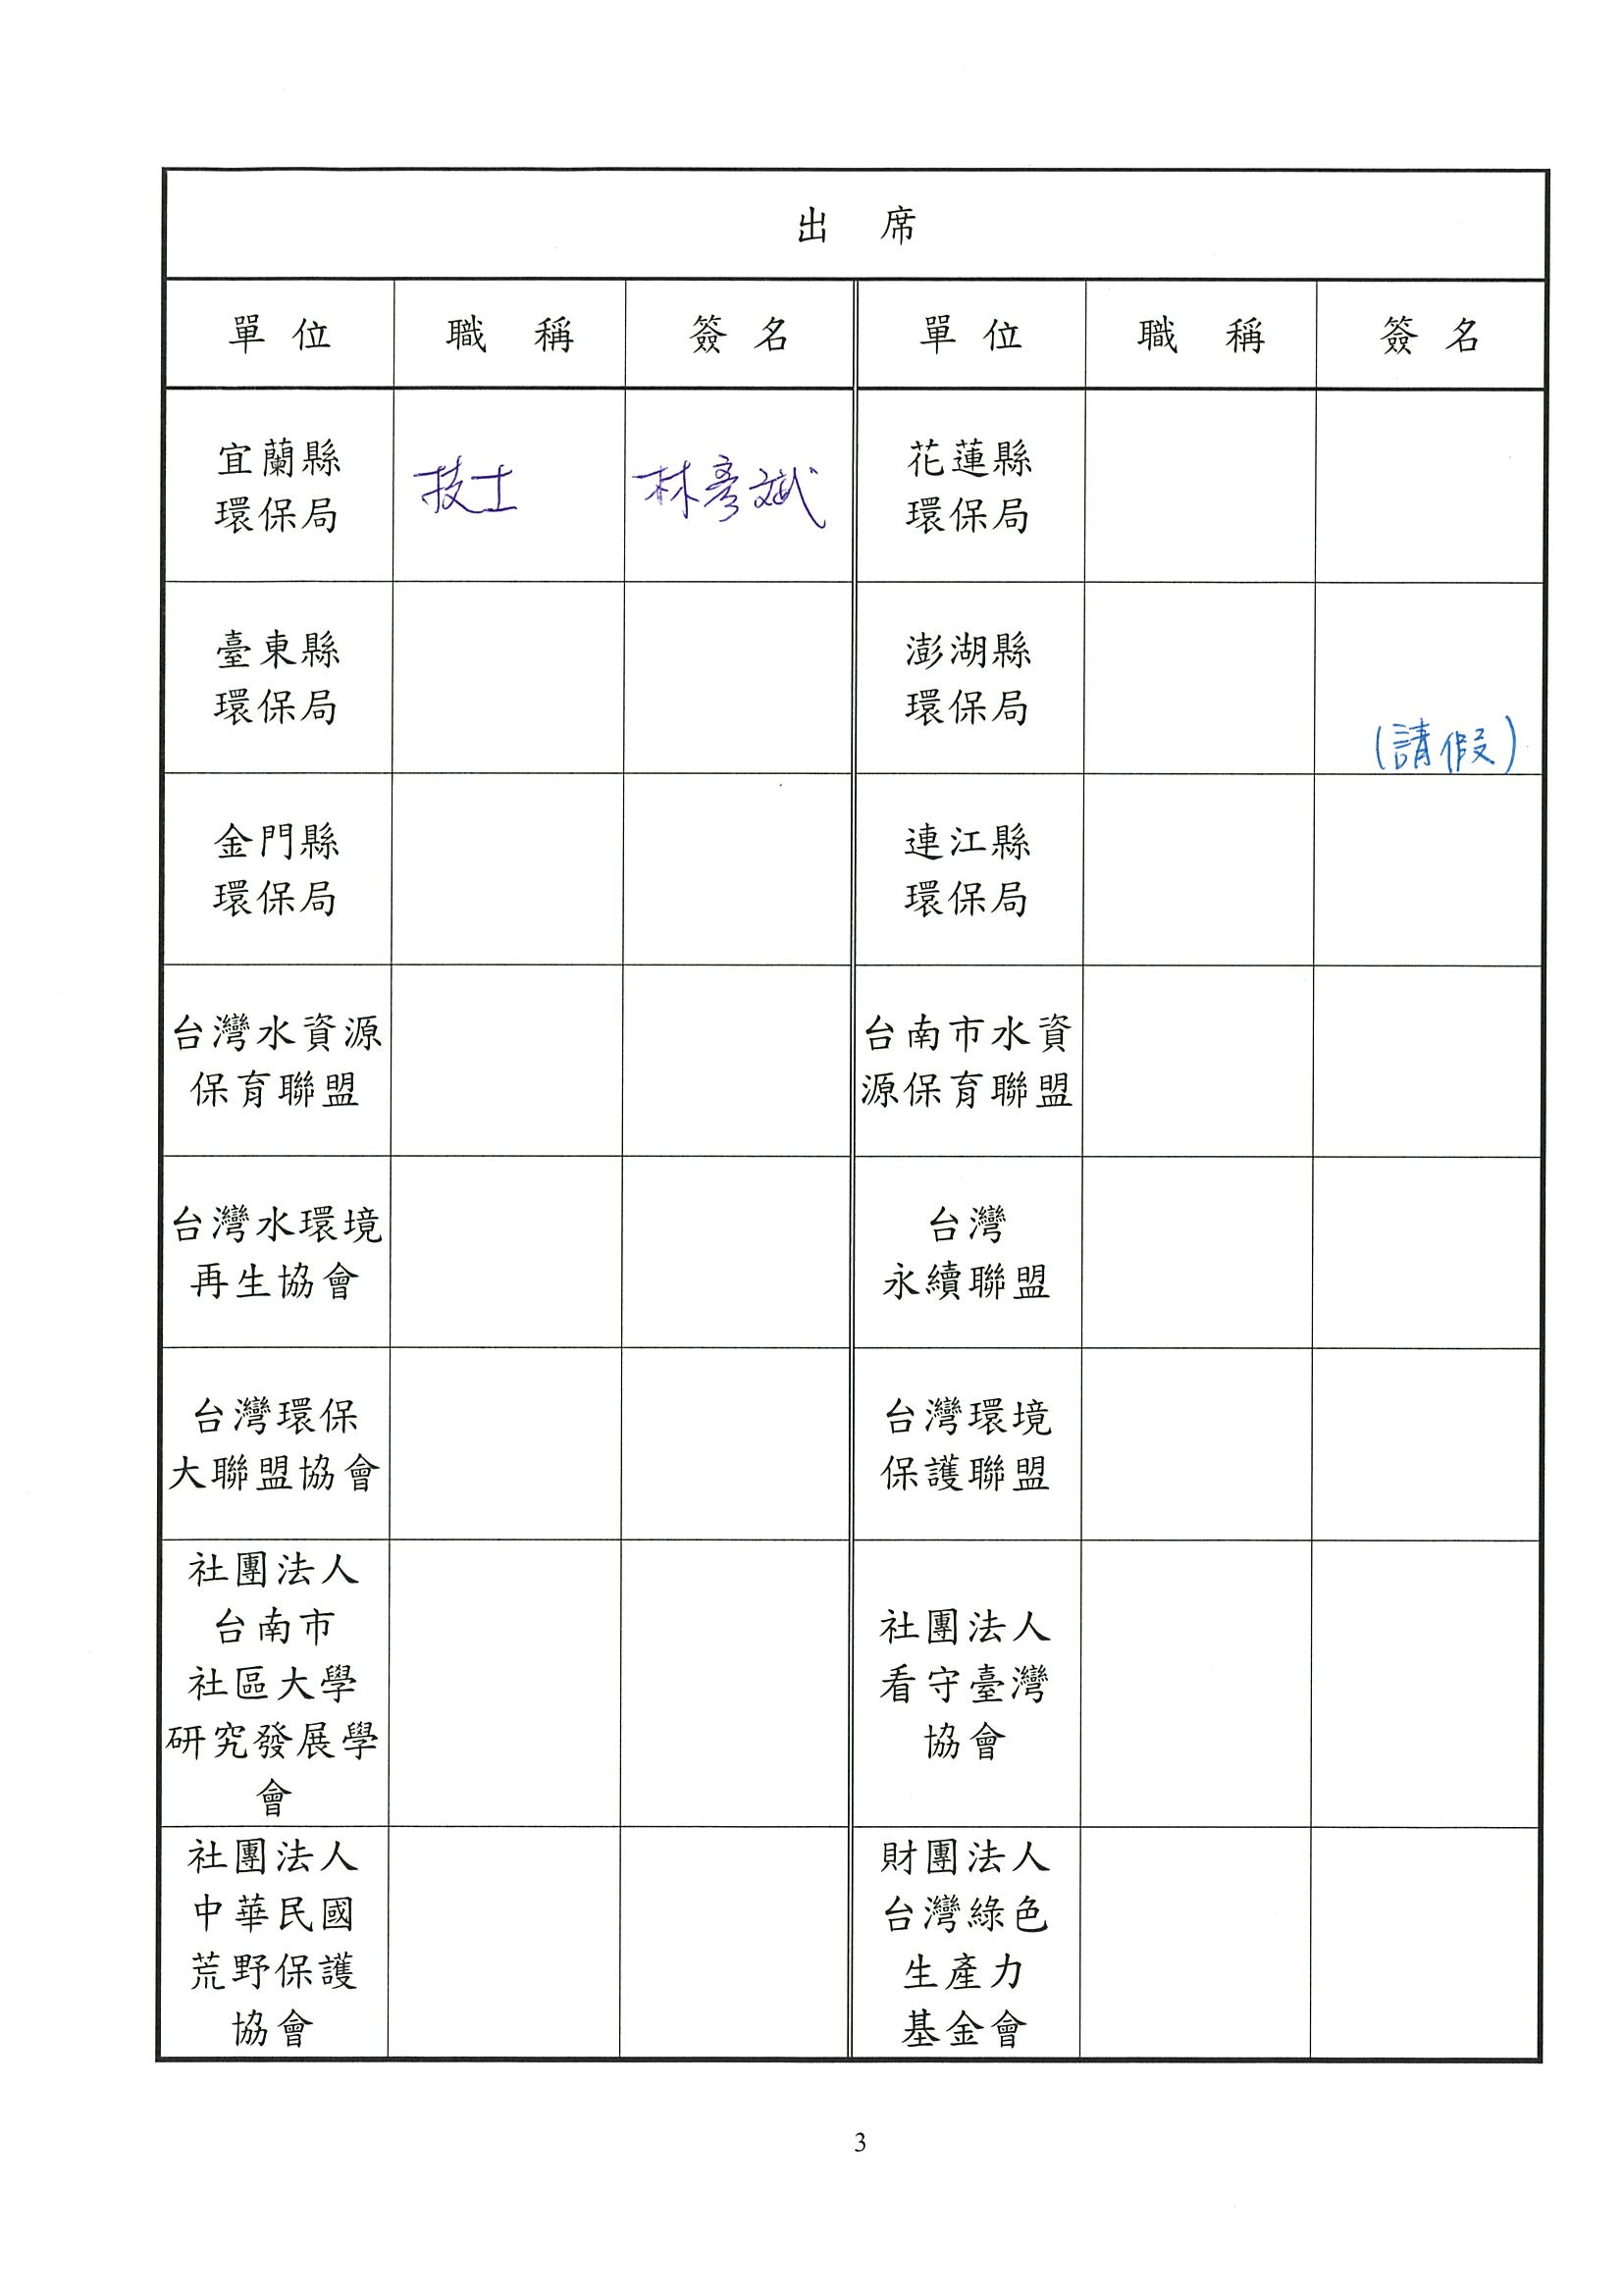 出 席
單位 職稱 簽名 單位 職稱 簽名
宜蘭縣
環保局
技士
林彥斌
花蓮縣
環保局
臺東縣
環保局
澎湖縣
環保局
(請假)
金門縣
環保局
連江縣
環保局
台灣水資源
保育聯盟
台南市水資
源保育聯盟
台灣水環境
再生協會
台灣
永續聯盟
台灣環保
大聯盟協會
台灣環境
保護聯盟
社團法人
台南市
社區大學
研究發展學
會
社團法人
看守臺灣
協會
社團法人
中華民國
荒野保護
協會
財團法人
台灣綠色
生產力
基金會
3